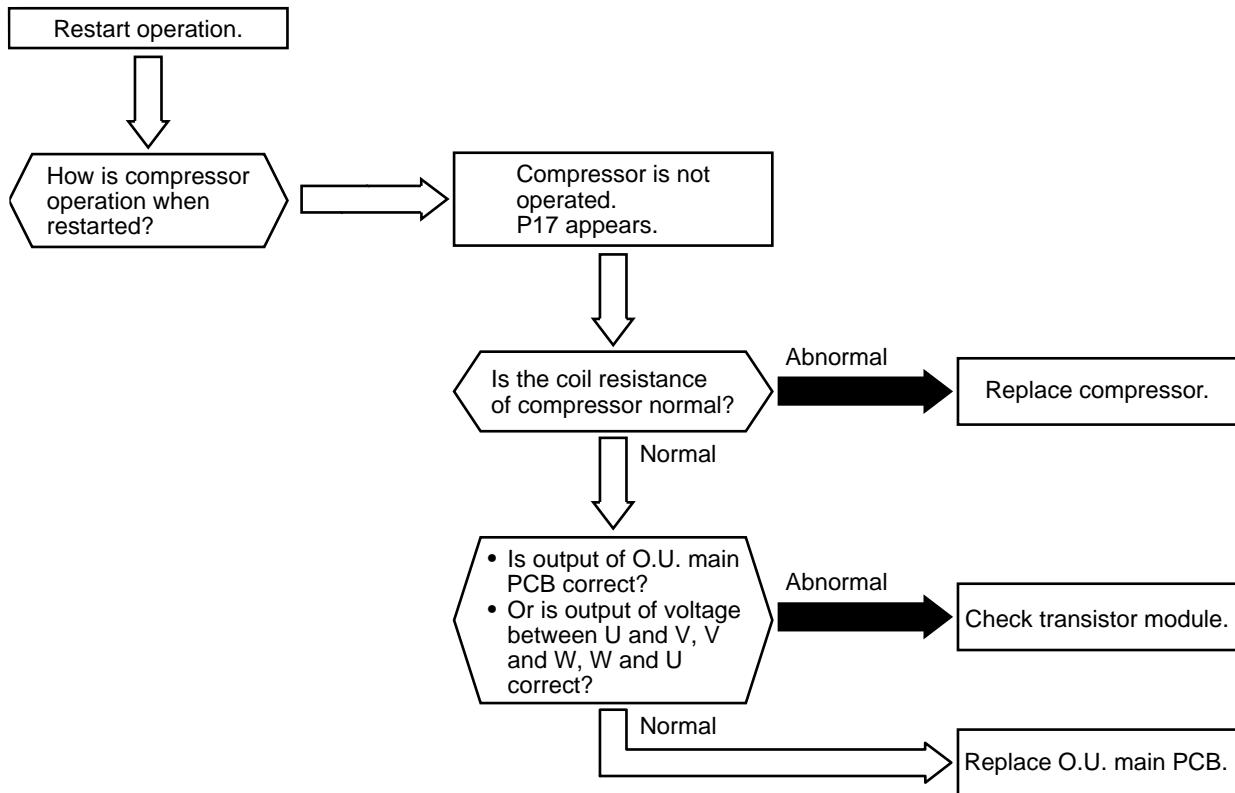 Restart operation.
How is compressor
operation when
restarted?
Compressor is not
operated.
P17 appears.
Is the coil resistance
of compressor normal?
Abnormal
Replace compressor.
Normal
• Is output of O.U. main
PCB correct?
• Or is output of voltage
between U and V, V
and W, W and U
correct?
Abnormal
Check transistor module.
Normal
Replace O.U. main PCB.